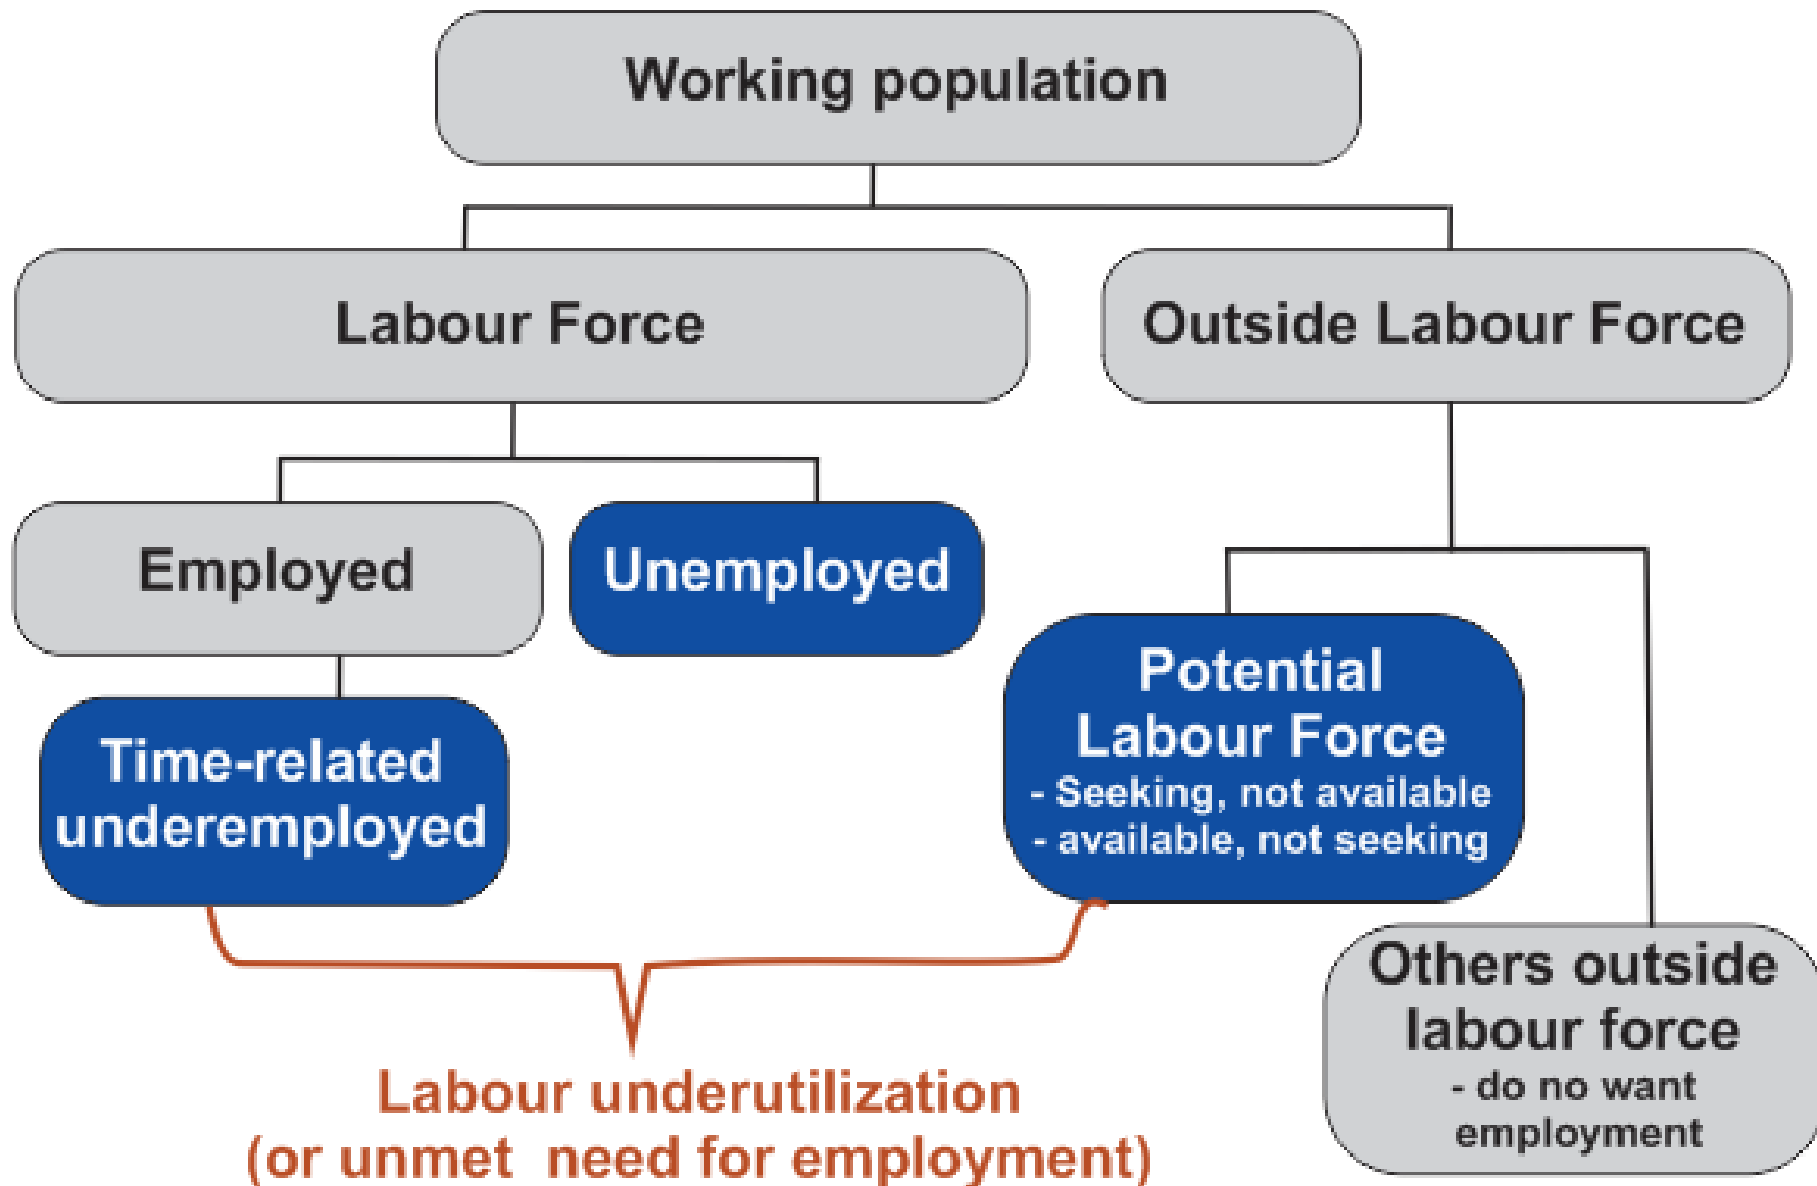 Working population
Labour Force
Outside Labour Force
Employed
Unemployed
Time-related
underemployed
Potential
Labour Force
- Seeking, not available
- available, not seeking
Others outside
labour force
- do no want
employment
Labour underutilization
(or unmet need for employment)